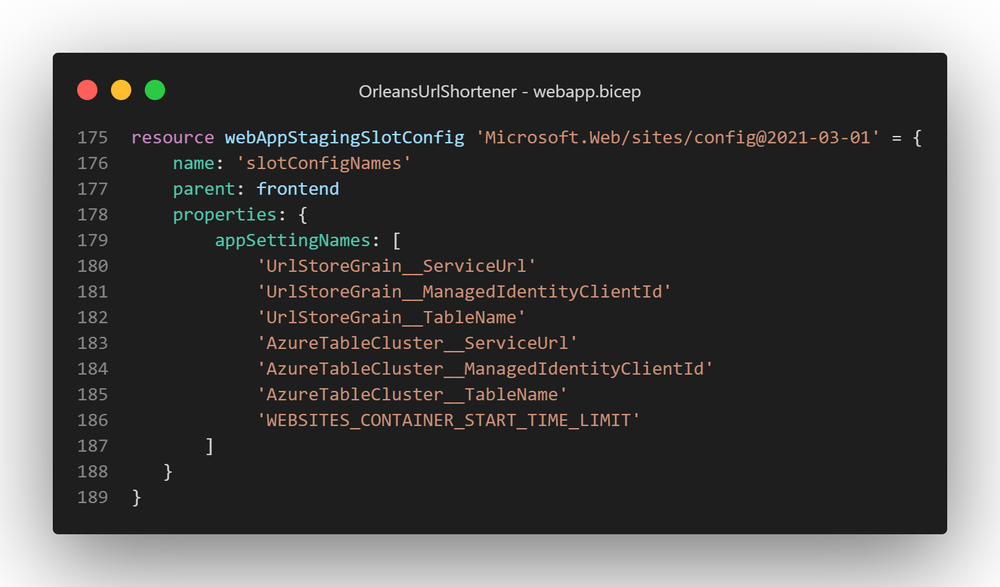 OrleansUrlShortener - webapp.bicep
175 resource webAppStagingSlotConfig 'Microsoft.Web/sites/config@2021-03-01' = {
176     name: 'slotConfigNames'
177     parent: frontend
178     properties: {
179         appSettingNames: [
180             'UrlStoreGrain__ServiceUrl'
181             'UrlStoreGrain__ManagedIdentityClientId'
182             'UrlStoreGrain__TableName'
183             'AzureTableCluster__ServiceUrl'
184             'AzureTableCluster__ManagedIdentityClientId'
185             'AzureTableCluster__TableName'
186             'WEBSITES_CONTAINER_START_TIME_LIMIT'
187        ]
188    }
189 }